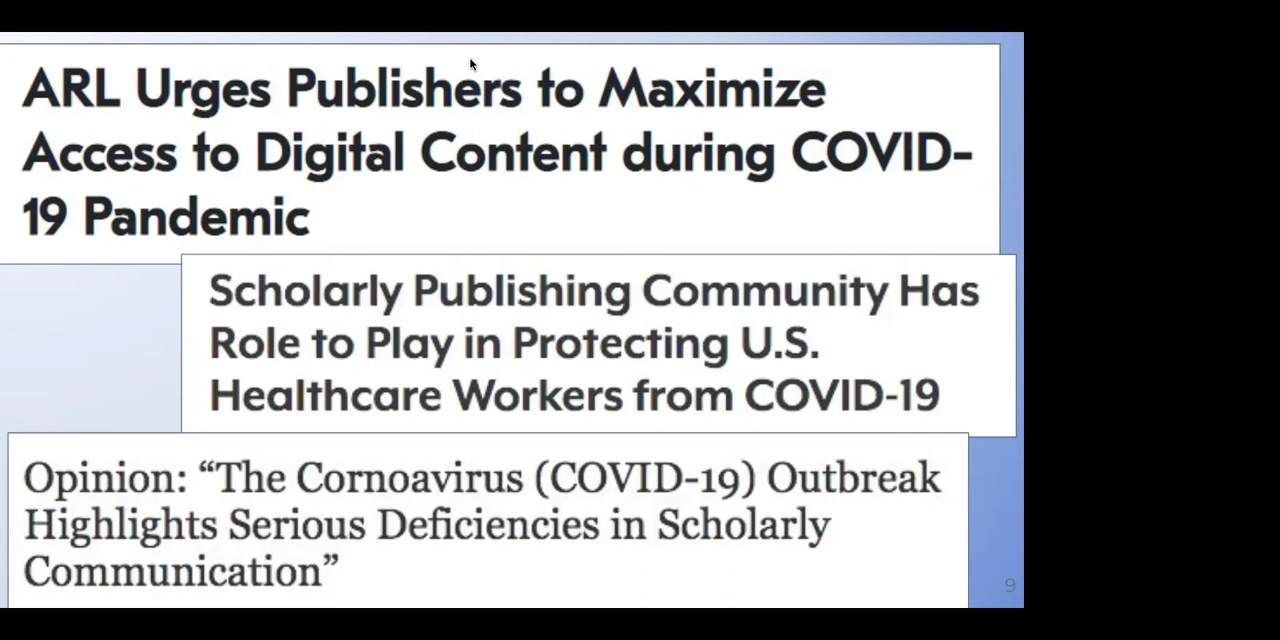 ARL Urges Publishers to Maximize
Access to Digital Content during COVID-
19 Pandemic
Scholarly Publishing Community Has
Role to Play in Protecting U.S.
Healthcare Workers from COVID-19
Opinion: “The Cornoavirus (COVID-19) Outbreak
Highlights Serious Deficiencies in Scholarly
Communication”
9